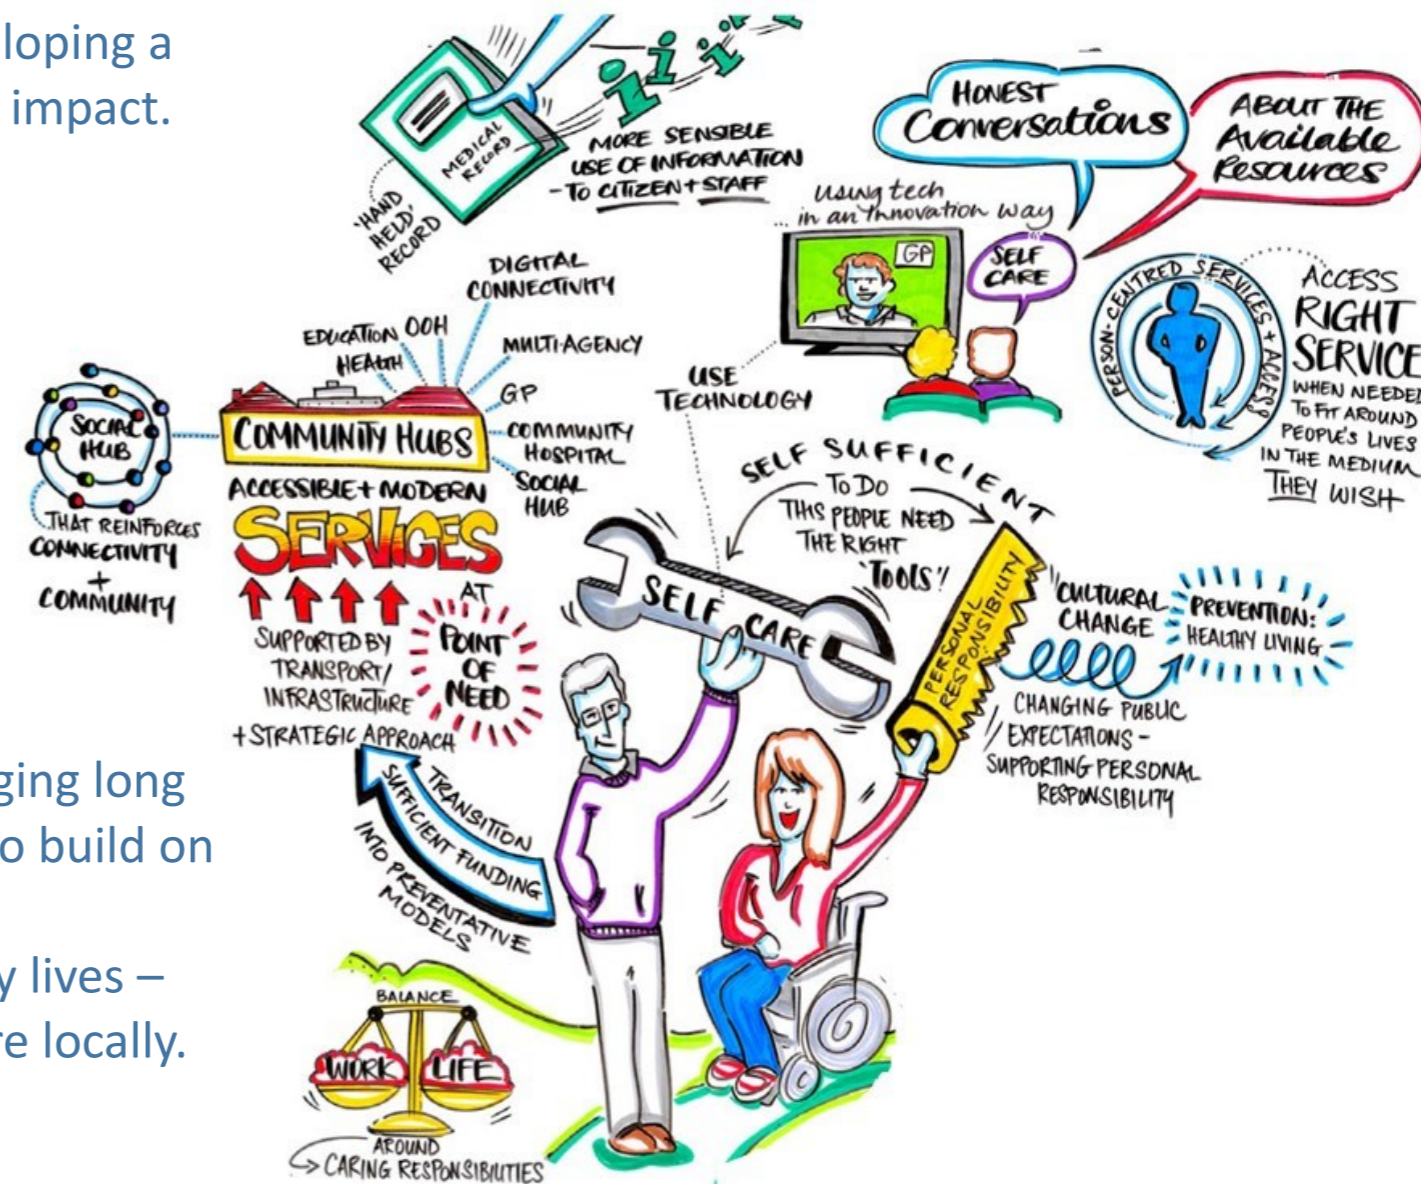 loping a
impact.
ging long
o build on
y lives –
re locally.
MEDICAL
RECORD
'HAND
HELD'
RECORD
MORE SENSIBLE
USE OF INFORMATION
- TO CITIZEN + STAFF
HONEST
Conversations
ABOUT THE
Available
Resources
using tech
... in an innovation way
GP
SELF
CARE
PERSON-CENTRED SERVICES + ACCESS
ACCESS
RIGHT
SERVICE
WHEN NEEDED
TO FIT AROUND
PEOPLE'S LIVES
IN THE MEDIUM
THEY WISH
DIGITAL
CONNECTIVITY
EDUCATION OOH
HEALTH
MULTI-AGENCY
GP
COMMUNITY
HOSPITAL
SOCIAL
HUB
SOCIAL
HUB
THAT REINFORCES
CONNECTIVITY
+
COMMUNITY
COMMUNITY HUBS
ACCESSIBLE + MODERN
SERVICES
AT
POINT
OF
NEED
SUPPORTED BY
TRANSPORT/
INFRASTRUCTURE
+ STRATEGIC APPROACH
USE
TECHNOLOGY
SELF SUFFICIENT
TO DO
THIS PEOPLE NEED
THE RIGHT
'TOOLS'!
SELF CARE
PERSONAL
RESPONSIBILITY
"CULTURAL
CHANGE
PREVENTION:
HEALTHY LIVING
CHANGING PUBLIC
EXPECTATIONS -
SUPPORTING PERSONAL
RESPONSIBILITY
TRANSITION
SUFFICIENT FUNDING
INTO PREVENTATIVE
MODELS
BALANCE
WORK
LIFE
AROUND
CARING RESPONSIBILITIES